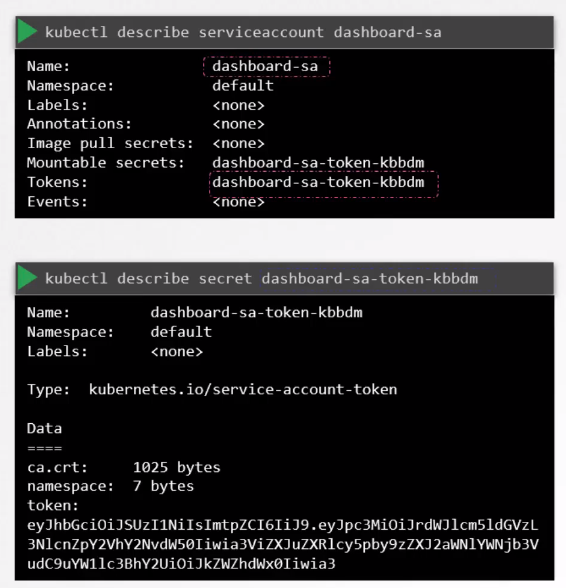 kubectl describe serviceaccount dashboard-sa
Name: dashboard-sa
Namespace: default
Labels: <none>
Annotations: <none>
Image pull secrets: <none>
Mountable secrets: dashboard-sa-token-kbbdm
Tokens: dashboard-sa-token-kbbdm
Events: <none>
kubectl describe secret dashboard-sa-token-kbbdm
Name: dashboard-sa-token-kbbdm
Namespace: default
Labels: <none>
Type: kubernetes.io/service-account-token
Data
====
ca.crt: 1025 bytes
namespace: 7 bytes
token:
eyJhbGciOiJSUzI1NiIsImtpZCI6IiJ9.eyJpc3MiOiJrdWJlcm5ldGVzL
3NlcnZpY2VhY2NvdW50Iiwia3ViZXJuZXRlcy5pby9zZXJ2aWNlYWNjb3V
udC9uYW1lc3BhY2UiOiJkZWZhdWx0Iiwia3